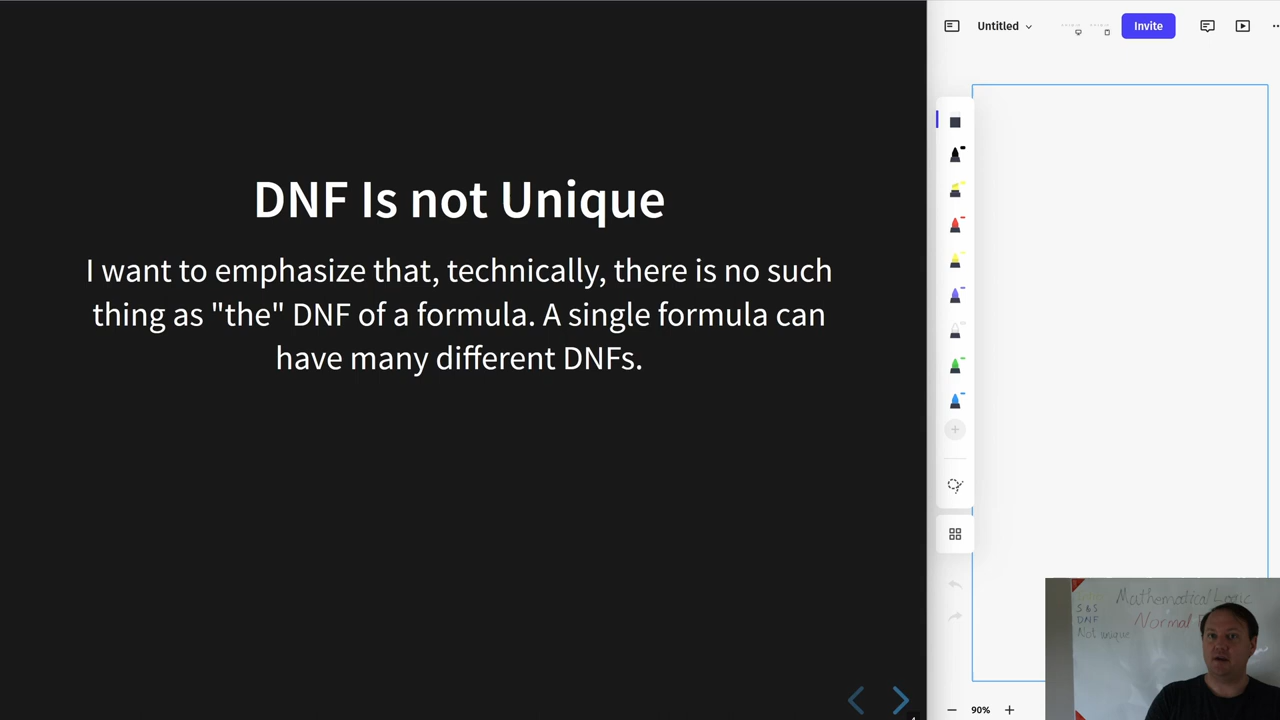 DNF Is not Unique
I want to emphasize that, technically, there is no such
thing as "the" DNF of a formula. A single formula can
have many different DNFs.
Untitled
Invite
90%
Mathematical Logic
Normal
S&S
DNF
Not unique